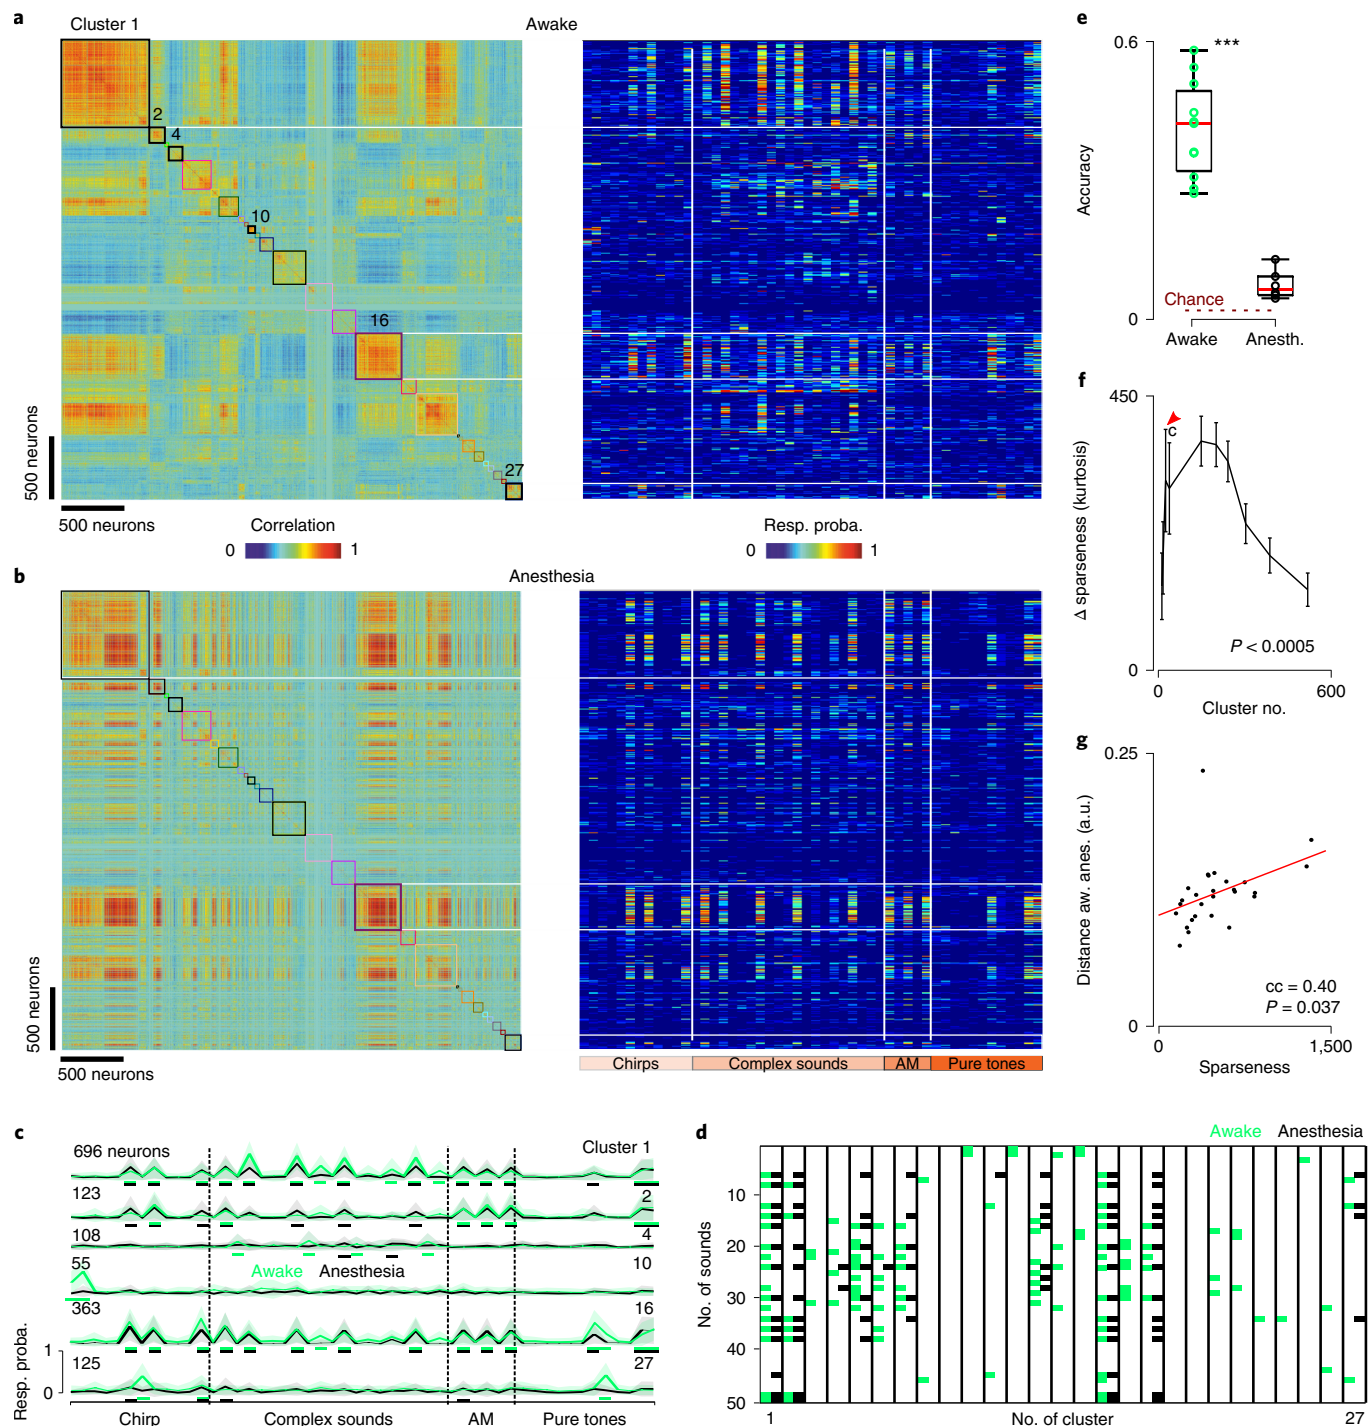 a
Cluster 1
Awake
2
4
10
16
27
500 neurons
500 neurons
Correlation
0
1
Resp. proba.
0
1
b
Anesthesia
500 neurons
500 neurons
Chirps
Complex sounds
AM
Pure tones
c
696 neurons
Cluster 1
123
2
108
4
55
Awake
Anesthesia
10
363
16
125
27
Resp. proba.
1
0
Chirp
Complex sounds
AM
Pure tones
d
Awake
Anesthesia
No. of sounds
10
20
30
40
50
1
No. of cluster
27
e
0.6
***
Accuracy
Chance
0
Awake
Anesth.
f
450
c
Δ sparseness (kurtosis)
P < 0.0005
0
0
600
Cluster no.
g
0.25
Distance aw. anes. (a.u.)
cc = 0.40
P = 0.037
0
0
1,500
Sparseness